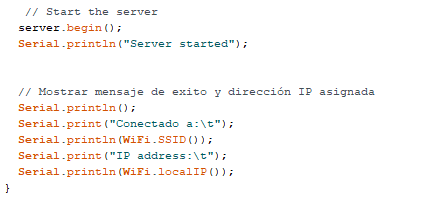 // Start the server
server.begin();
Serial.println("Server started");
// Mostrar mensaje de exito y dirección IP asignada
Serial.println();
Serial.print("Conectado a:\t");
Serial.println(WiFi.SSID());
Serial.print("IP address:\t");
Serial.println(WiFi.localIP());
}